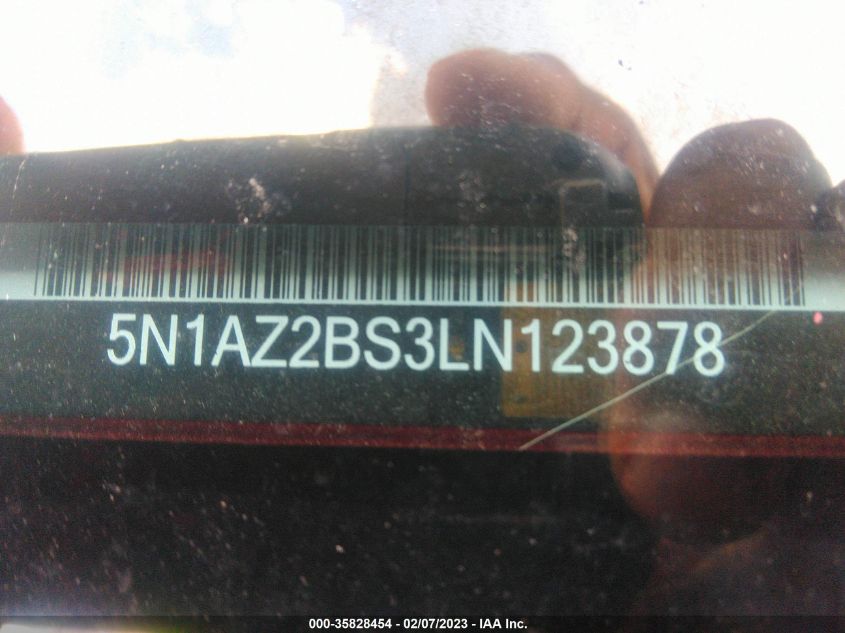 5N1AZ2BS3LN123878
000-35828454 - 02/07/2023 - IAA Inc.